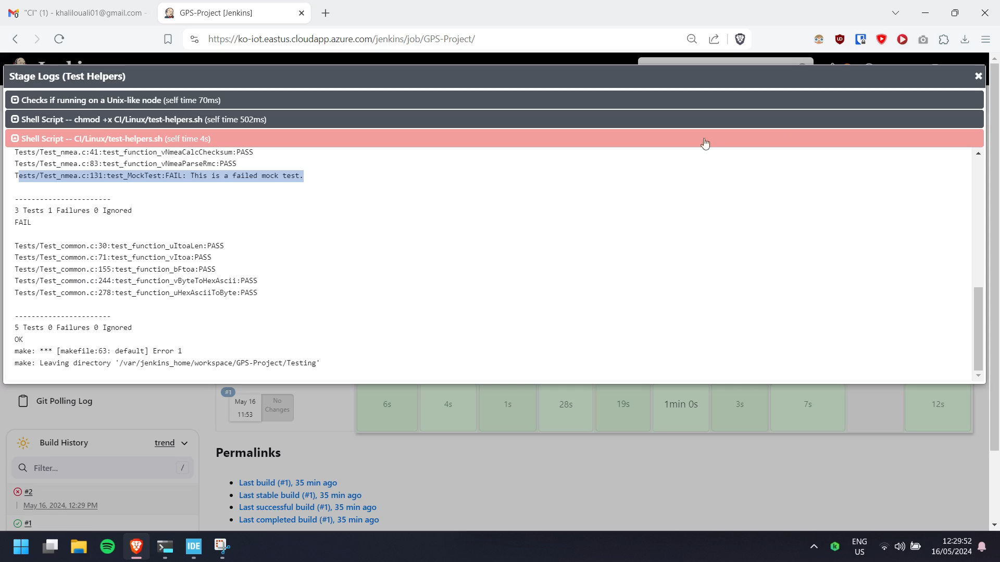 "CI" (1) - khalilouali01@gmail.com -
GPS-Project [Jenkins]
https://ko-iot.eastus.cloudapp.azure.com/jenkins/job/GPS-Project/
Stage Logs (Test Helpers)
Checks if running on a Unix-like node (self time 70ms)
Shell Script -- chmod +x CI/Linux/test-helpers.sh (self time 502ms)
Shell Script -- CI/Linux/test-helpers.sh (self time 4s)
Tests/Test_nmea.c:41:test_function_vNmeaCalcChecksum:PASS
Tests/Test_nmea.c:83:test_function_vNmeaParseRmc:PASS
Tests/Test_nmea.c:131:test_MockTest:FAIL: This is a failed mock test.
-----------------------
3 Tests 1 Failures 0 Ignored
FAIL
Tests/Test_common.c:30:test_function_uItoaLen:PASS
Tests/Test_common.c:71:test_function_vItoa:PASS
Tests/Test_common.c:155:test_function_bFtoa:PASS
Tests/Test_common.c:244:test_function_vByteToHexAscii:PASS
Tests/Test_common.c:278:test_function_uHexAsciiToByte:PASS
-----------------------
5 Tests 0 Failures 0 Ignored
OK
make: *** [makefile:63: default] Error 1
make: Leaving directory '/var/jenkins_home/workspace/GPS-Project/Testing'
Git Polling Log
#1
May 16
11:53
No
Changes
6s
4s
1s
28s
19s
1min 0s
3s
7s
12s
Build History
trend
Filter...
/
#2
May 16, 2024, 12:29 PM
#1
Permalinks
Last build (#1), 35 min ago
Last stable build (#1), 35 min ago
Last successful build (#1), 35 min ago
Last completed build (#1), 35 min ago
IDE
ENG
US
12:29:52
16/05/2024